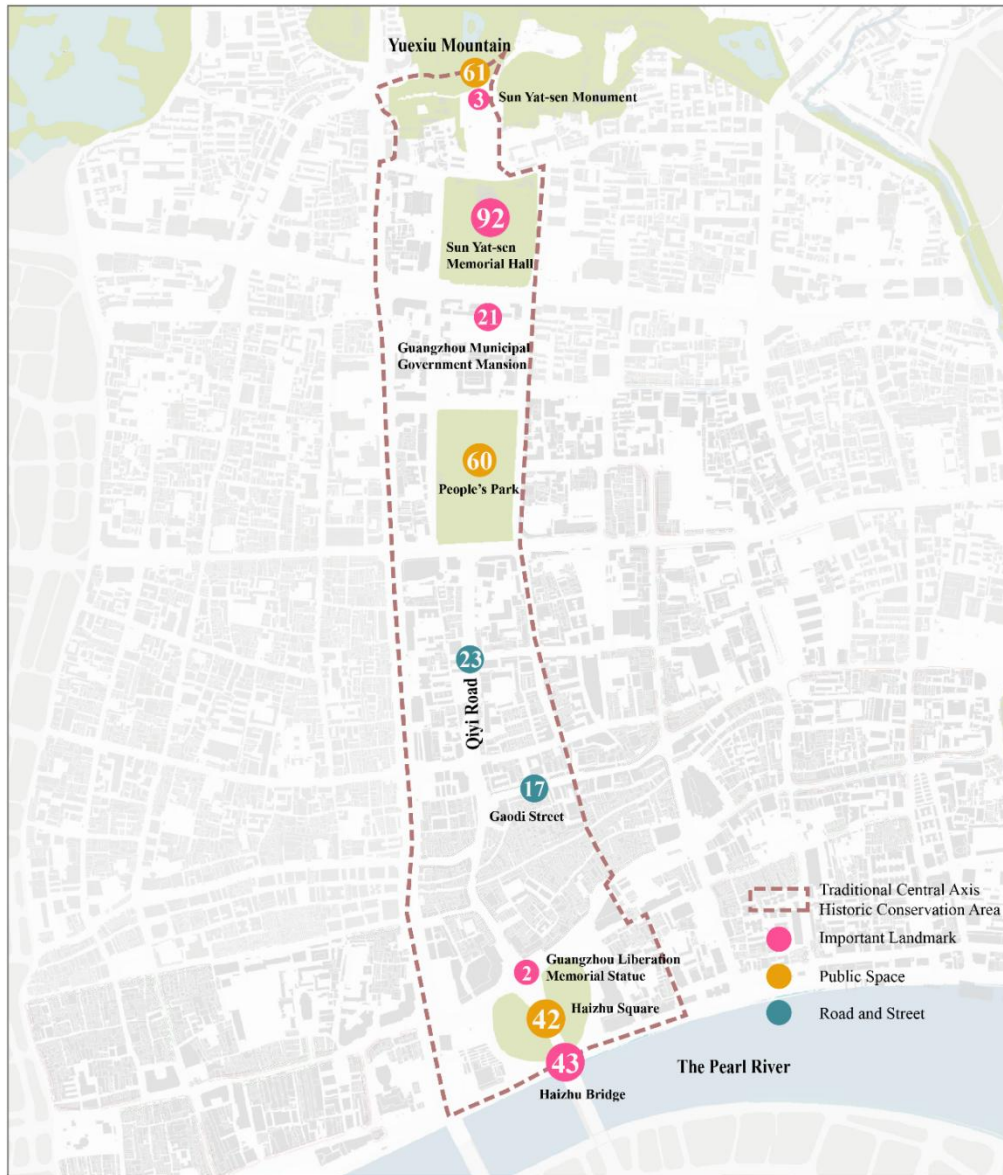 Yuexiu Mountain
61
3
Sun Yat-sen Monument
92
Sun Yat-sen
Memorial Hall
21
Guangzhou Municipal
Government Mansion
60
People's Park
23
Qiyi Road
17
Gaodi Street
2
Guangzhou Liberation
Memorial Statue
42
Haizhu Square
43
Haizhu Bridge
The Pearl River
Traditional Central Axis
Historic Conservation Area
Important Landmark
Public Space
Road and Street